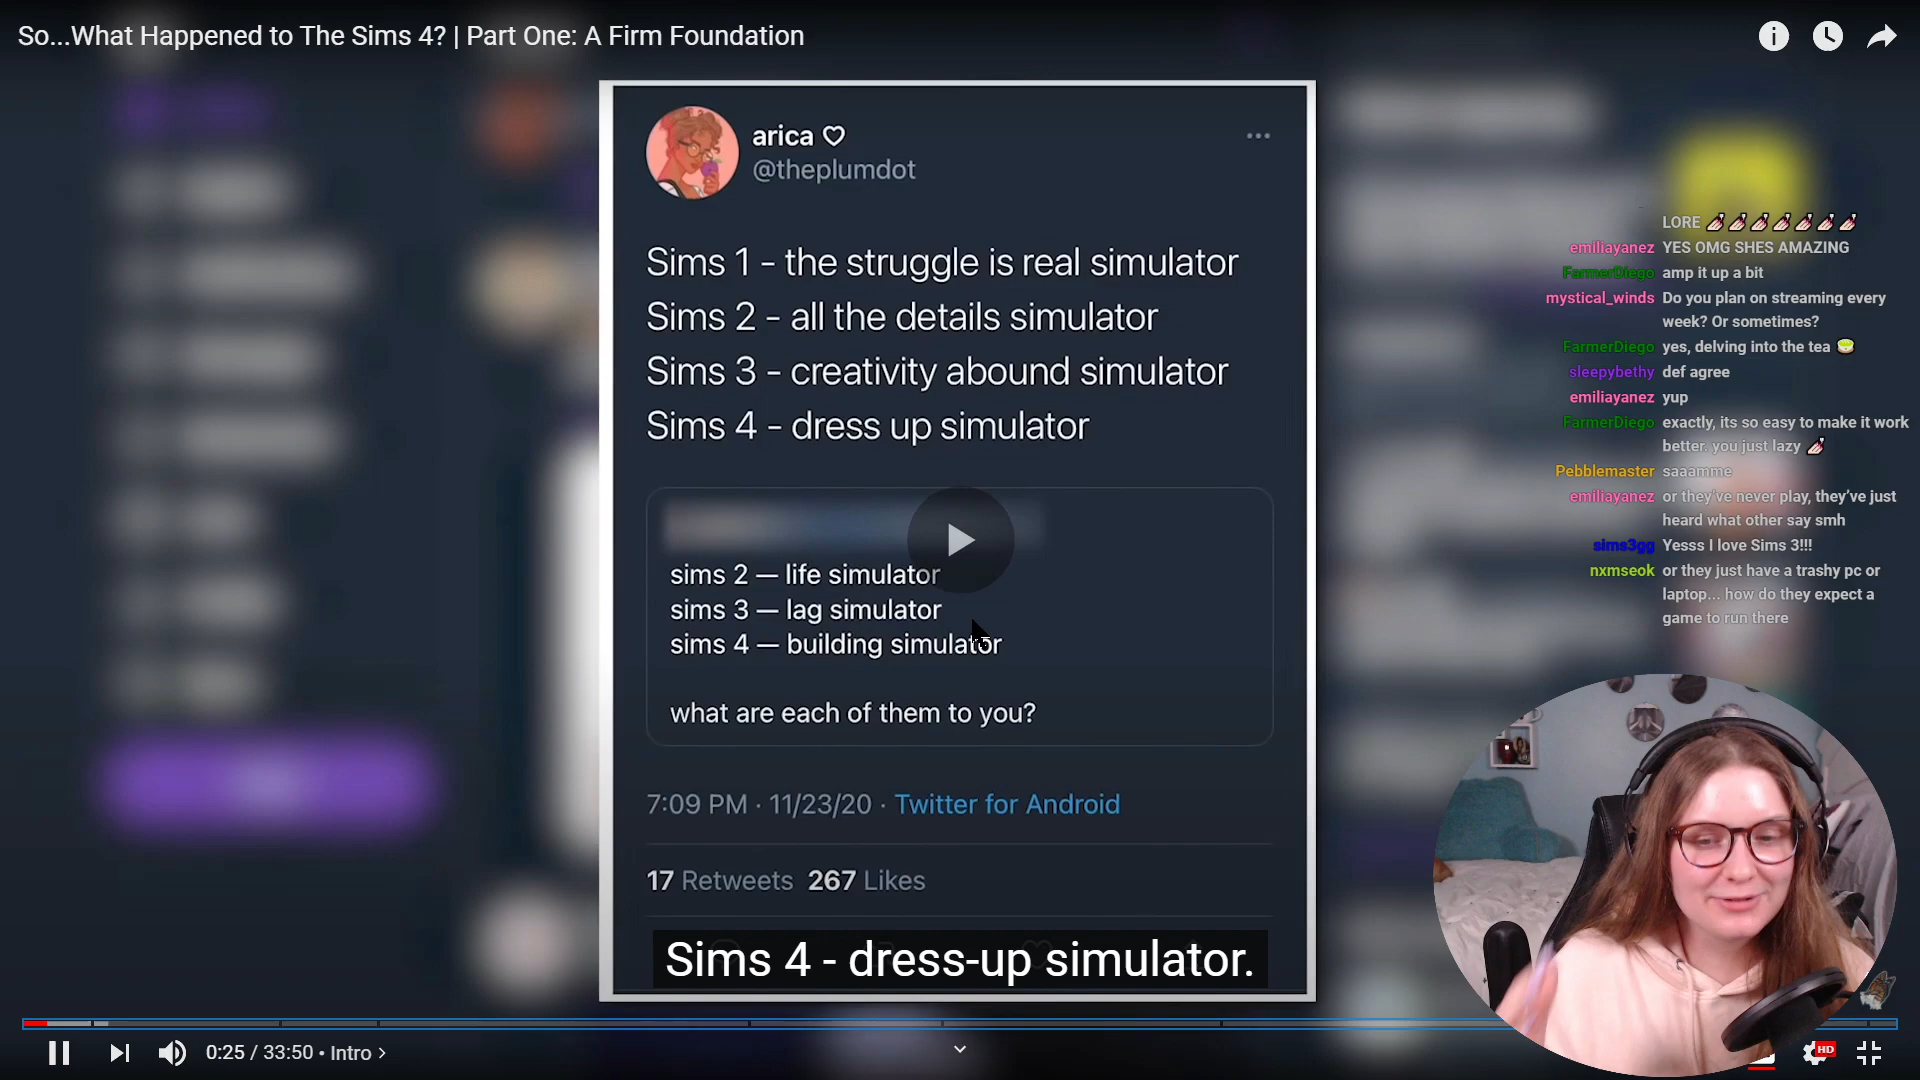 So...What Happened to The Sims 4? | Part One: A Firm Foundation
arica ♡
@theplumdot
Sims 1 - the struggle is real simulator
Sims 2 - all the details simulator
Sims 3 - creativity abound simulator
Sims 4 - dress up simulator
sims 2 — life simulator
sims 3 — lag simulator
sims 4 — building simulator
what are each of them to you?
7:09 PM · 11/23/20 · Twitter for Android
17 Retweets 267 Likes
Sims 4 - dress-up simulator.
LORE 💅🏻💅🏻💅🏻💅🏻💅🏻💅🏻💅🏻
emiliayanez YES OMG SHES AMAZING
FarmerDiego amp it up a bit
mystical_winds Do you plan on streaming every
week? Or sometimes?
FarmerDiego yes, delving into the tea 🍵
sleepybethy def agree
emiliayanez yup
FarmerDiego exactly, its so easy to make it work
better. you just lazy 💅🏻
Pebblemaster saaamme
emiliayanez or they've never play, they've just
heard what other say smh
sims3gg Yesss I love Sims 3!!!
nxmseok or they just have a trashy pc or
laptop... how do they expect a
game to run there
0:25 / 33:50 • Intro >
HD